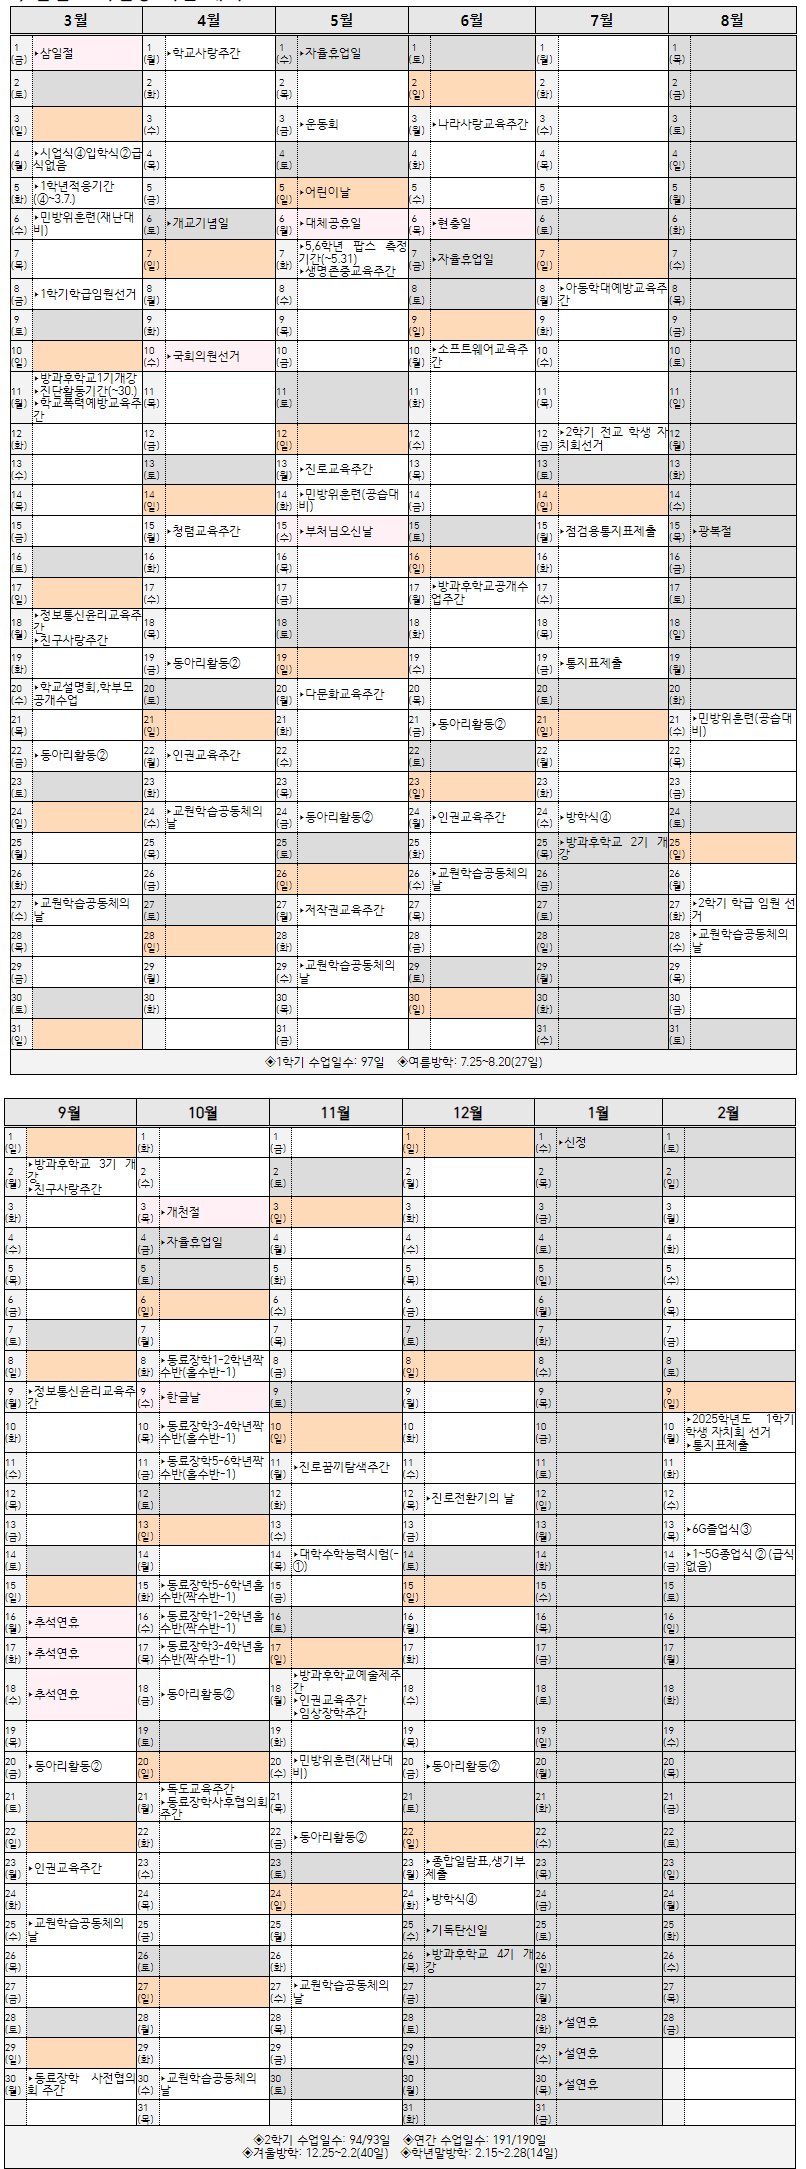 3월 4월 5월 6월 7월 8월
1 (금) ▸삼일절 1 (월) ▸학교사랑주간 1 (수) ▸자율휴업일 1 (토) 1 (월) 1 (목)
2 (토) 2 (화) 2 (목) 2 (일) 2 (화) 2 (금)
3 (일) 3 (수) 3 (금) ▸운동회 3 (월) ▸나라사랑교육주간 3 (수) 3 (토)
4 (월) ▸시업식④입학식②급식없음 4 (목) 4 (토) 4 (화) 4 (목) 4 (일)
5 (화) ▸1학년적응기간(④~3.7.) 5 (금) 5 (일) ▸어린이날 5 (수) 5 (금) 5 (월)
6 (수) ▸민방위훈련(재난대비) 6 (토) ▸개교기념일 6 (월) ▸대체공휴일 6 (목) ▸현충일 6 (토) 6 (화)
7 (목) 7 (일) 7 (화) ▸5,6학년 팝스 측정기간(~5.31) ▸생명존중교육주간 7 (금) ▸자율휴업일 7 (일) 7 (수)
8 (금) ▸1학기학급임원선거 8 (월) 8 (수) 8 (토) 8 (월) ▸아동학대예방교육주간 8 (목)
9 (토) 9 (화) 9 (목) 9 (일) 9 (화) 9 (금)
10 (일) 10 (수) ▸국회의원선거 10 (금) 10 (월) ▸소프트웨어교육주간 10 (수) 10 (토)
11 (월) ▸방과후학교1기개강 ▸진단활동기간(~30.) ▸학교폭력예방교육주간 11 (목) 11 (토) 11 (화) 11 (목) 11 (일)
12 (화) 12 (금) 12 (일) 12 (수) 12 (금) ▸2학기 전교 학생 자치회선거 12 (월)
13 (수) 13 (토) 13 (월) ▸진로교육주간 13 (목) 13 (토) 13 (화)
14 (목) 14 (일) 14 (화) ▸민방위훈련(공습대비) 14 (금) 14 (일) 14 (수)
15 (금) 15 (월) ▸청렴교육주간 15 (수) ▸부처님오신날 15 (토) 15 (월) ▸점검용통지표제출 15 (목) ▸광복절
16 (토) 16 (화) 16 (목) 16 (일) 16 (화) 16 (금)
17 (일) 17 (수) 17 (금) 17 (월) ▸방과후학교공개수업주간 17 (수) 17 (토)
18 (월) ▸정보통신윤리교육주간 ▸친구사랑주간 18 (목) 18 (토) 18 (화) 18 (목) 18 (일)
19 (화) 19 (금) ▸동아리활동② 19 (일) 19 (수) 19 (금) ▸통지표제출 19 (월)
20 (수) ▸학교설명회,학부모공개수업 20 (토) 20 (월) ▸다문화교육주간 20 (목) 20 (토) 20 (화)
21 (목) 21 (일) 21 (화) 21 (금) ▸동아리활동② 21 (일) 21 (수) ▸민방위훈련(공습대비)
22 (금) ▸동아리활동② 22 (월) ▸인권교육주간 22 (수) 22 (토) 22 (월) 22 (목)
23 (토) 23 (화) 23 (목) 23 (일) 23 (화) 23 (금)
24 (일) 24 (수) ▸교원학습공동체의 날 24 (금) ▸동아리활동② 24 (월) ▸인권교육주간 24 (수) ▸방학식④ 24 (토)
25 (월) 25 (목) 25 (토) 25 (화) 25 (목) ▸방과후학교 2기 개강 25 (일)
26 (화) 26 (금) 26 (일) 26 (수) ▸교원학습공동체의 날 26 (금) 26 (월)
27 (수) ▸교원학습공동체의 날 27 (토) 27 (월) ▸저작권교육주간 27 (목) 27 (토) 27 (화) ▸2학기 학급 임원 선거
28 (목) 28 (일) 28 (화) 28 (금) 28 (일) 28 (수) ▸교원학습공동체의 날
29 (금) 29 (월) 29 (수) ▸교원학습공동체의 날 29 (토) 29 (월) 29 (목)
30 (토) 30 (화) 30 (목) 30 (일) 30 (화) 30 (금)
31 (일) 31 (금) 31 (수) 31 (토)
◈1학기 수업일수: 97일 ◈여름방학: 7.25~8.20(27일)
9월 10월 11월 12월 1월 2월
1 (일) 1 (화) 1 (금) 1 (일) 1 (수) ▸신정 1 (토)
2 (월) ▸방과후학교 3기 개강 ▸친구사랑주간 2 (수) 2 (토) 2 (월) 2 (목) 2 (일)
3 (화) 3 (목) ▸개천절 3 (일) 3 (화) 3 (금) 3 (월)
4 (수) 4 (금) ▸자율휴업일 4 (월) 4 (수) 4 (토) 4 (화)
5 (목) 5 (토) 5 (화) 5 (목) 5 (일) 5 (수)
6 (금) 6 (일) 6 (수) 6 (금) 6 (월) 6 (목)
7 (토) 7 (월) 7 (목) 7 (토) 7 (화) 7 (금)
8 (일) 8 (화) ▸동료장학1-2학년짝수반(홀수반-1) 8 (금) 8 (일) 8 (수) 8 (토)
9 (월) ▸정보통신윤리교육주간 9 (수) ▸한글날 9 (토) 9 (월) 9 (목) 9 (일)
10 (화) 10 (목) ▸동료장학3-4학년짝수반(홀수반-1) 10 (일) 10 (화) 10 (금) 10 (월) ▸2025학년도 1학기 학생 자치회 선거 ▸통지표제출
11 (수) 11 (금) ▸동료장학5-6학년짝수반(홀수반-1) 11 (월) ▸진로꿈끼탐색주간 11 (수) 11 (토) 11 (화)
12 (목) 12 (토) 12 (화) 12 (목) ▸진로전환기의 날 12 (일) 12 (수)
13 (금) 13 (일) 13 (수) 13 (금) 13 (월) 13 (목) ▸6G졸업식③
14 (토) 14 (월) 14 (목) ▸대학수학능력시험(-①) 14 (토) 14 (화) 14 (금) ▸1~5G종업식②(급식없음)
15 (일) 15 (화) ▸동료장학5-6학년홀수반(짝수반-1) 15 (금) 15 (일) 15 (수) 15 (토)
16 (월) ▸추석연휴 16 (수) ▸동료장학1-2학년홀수반(짝수반-1) 16 (토) 16 (월) 16 (목) 16 (일)
17 (화) ▸추석연휴 17 (목) ▸동료장학3-4학년홀수반(짝수반-1) 17 (일) 17 (화) 17 (금) 17 (월)
18 (수) ▸추석연휴 18 (금) ▸동아리활동② 18 (월) ▸방과후학교예술제주간 ▸인권교육주간 ▸임상장학주간 18 (수) 18 (토) 18 (화)
19 (목) 19 (토) 19 (화) 19 (목) 19 (일) 19 (수)
20 (금) ▸동아리활동② 20 (일) 20 (수) ▸민방위훈련(재난대비) 20 (금) ▸동아리활동② 20 (월) 20 (목)
21 (토) 21 (월) ▸독도교육주간 ▸동료장학사후협의회 주간 21 (목) 21 (토) 21 (화) 21 (금)
22 (일) 22 (화) 22 (금) ▸동아리활동② 22 (일) 22 (수) 22 (토)
23 (월) ▸인권교육주간 23 (수) 23 (토) 23 (월) ▸종합일람표,생기부 제출 23 (목) 23 (일)
24 (화) 24 (목) 24 (일) 24 (화) ▸방학식④ 24 (금) 24 (월)
25 (수) ▸교원학습공동체의 날 25 (금) 25 (월) 25 (수) ▸기독탄신일 25 (토) 25 (화)
26 (목) 26 (토) 26 (화) 26 (목) ▸방과후학교 4기 개강 26 (일) 26 (수)
27 (금) 27 (일) 27 (수) ▸교원학습공동체의 날 27 (금) 27 (월) 27 (목)
28 (토) 28 (월) 28 (목) 28 (토) 28 (화) ▸설연휴 28 (금)
29 (일) 29 (화) 29 (금) 29 (일) 29 (수) ▸설연휴
30 (월) ▸동료장학 사전협의회 주간 30 (수) ▸교원학습공동체의 날 30 (토) 30 (월) 30 (목) ▸설연휴
31 (목) 31 (화) 31 (금)
◈2학기 수업일수: 94/93일 ◈연간 수업일수: 191/190일
◈겨울방학: 12.25~2.2(40일) ◈학년말방학: 2.15~2.28(14일)